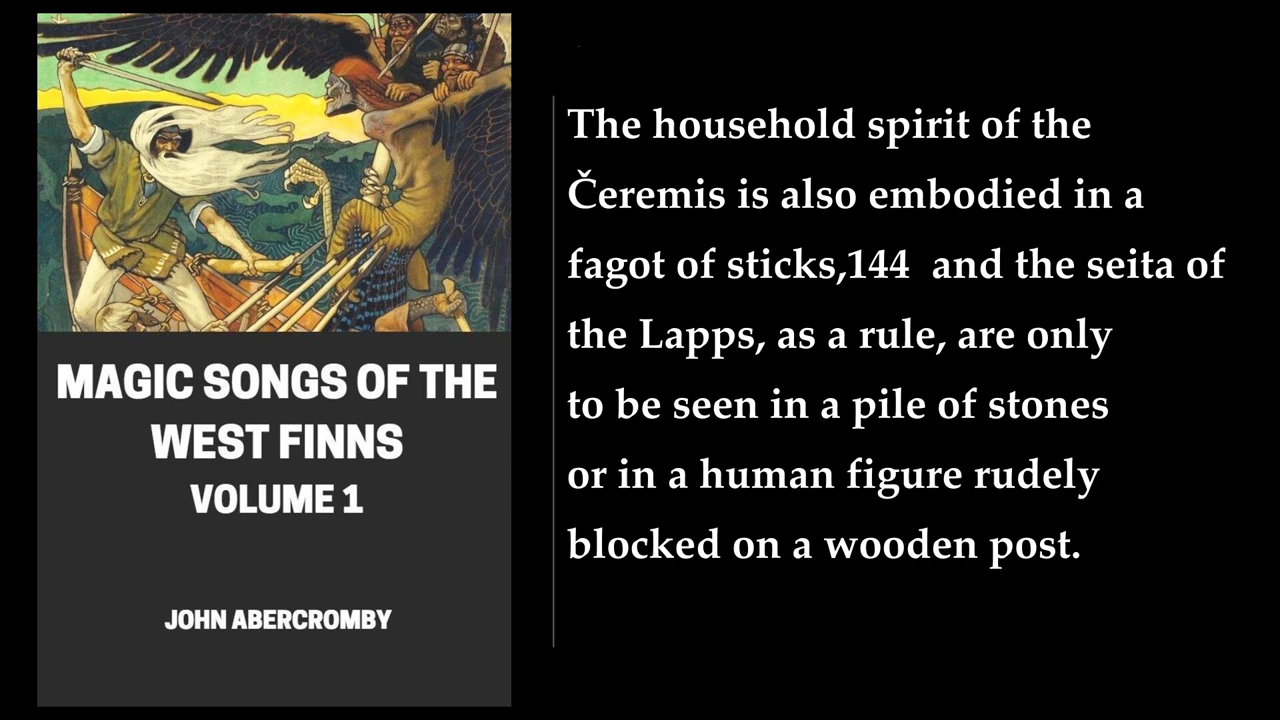 MAGIC SONGS OF THE
WEST FINNS
VOLUME 1
JOHN ABERCROMBY
The household spirit of the
Čeremis is also embodied in a
fagot of sticks,144  and the seita of
the Lapps, as a rule, are only
to be seen in a pile of stones
or in a human figure rudely
blocked on a wooden post.